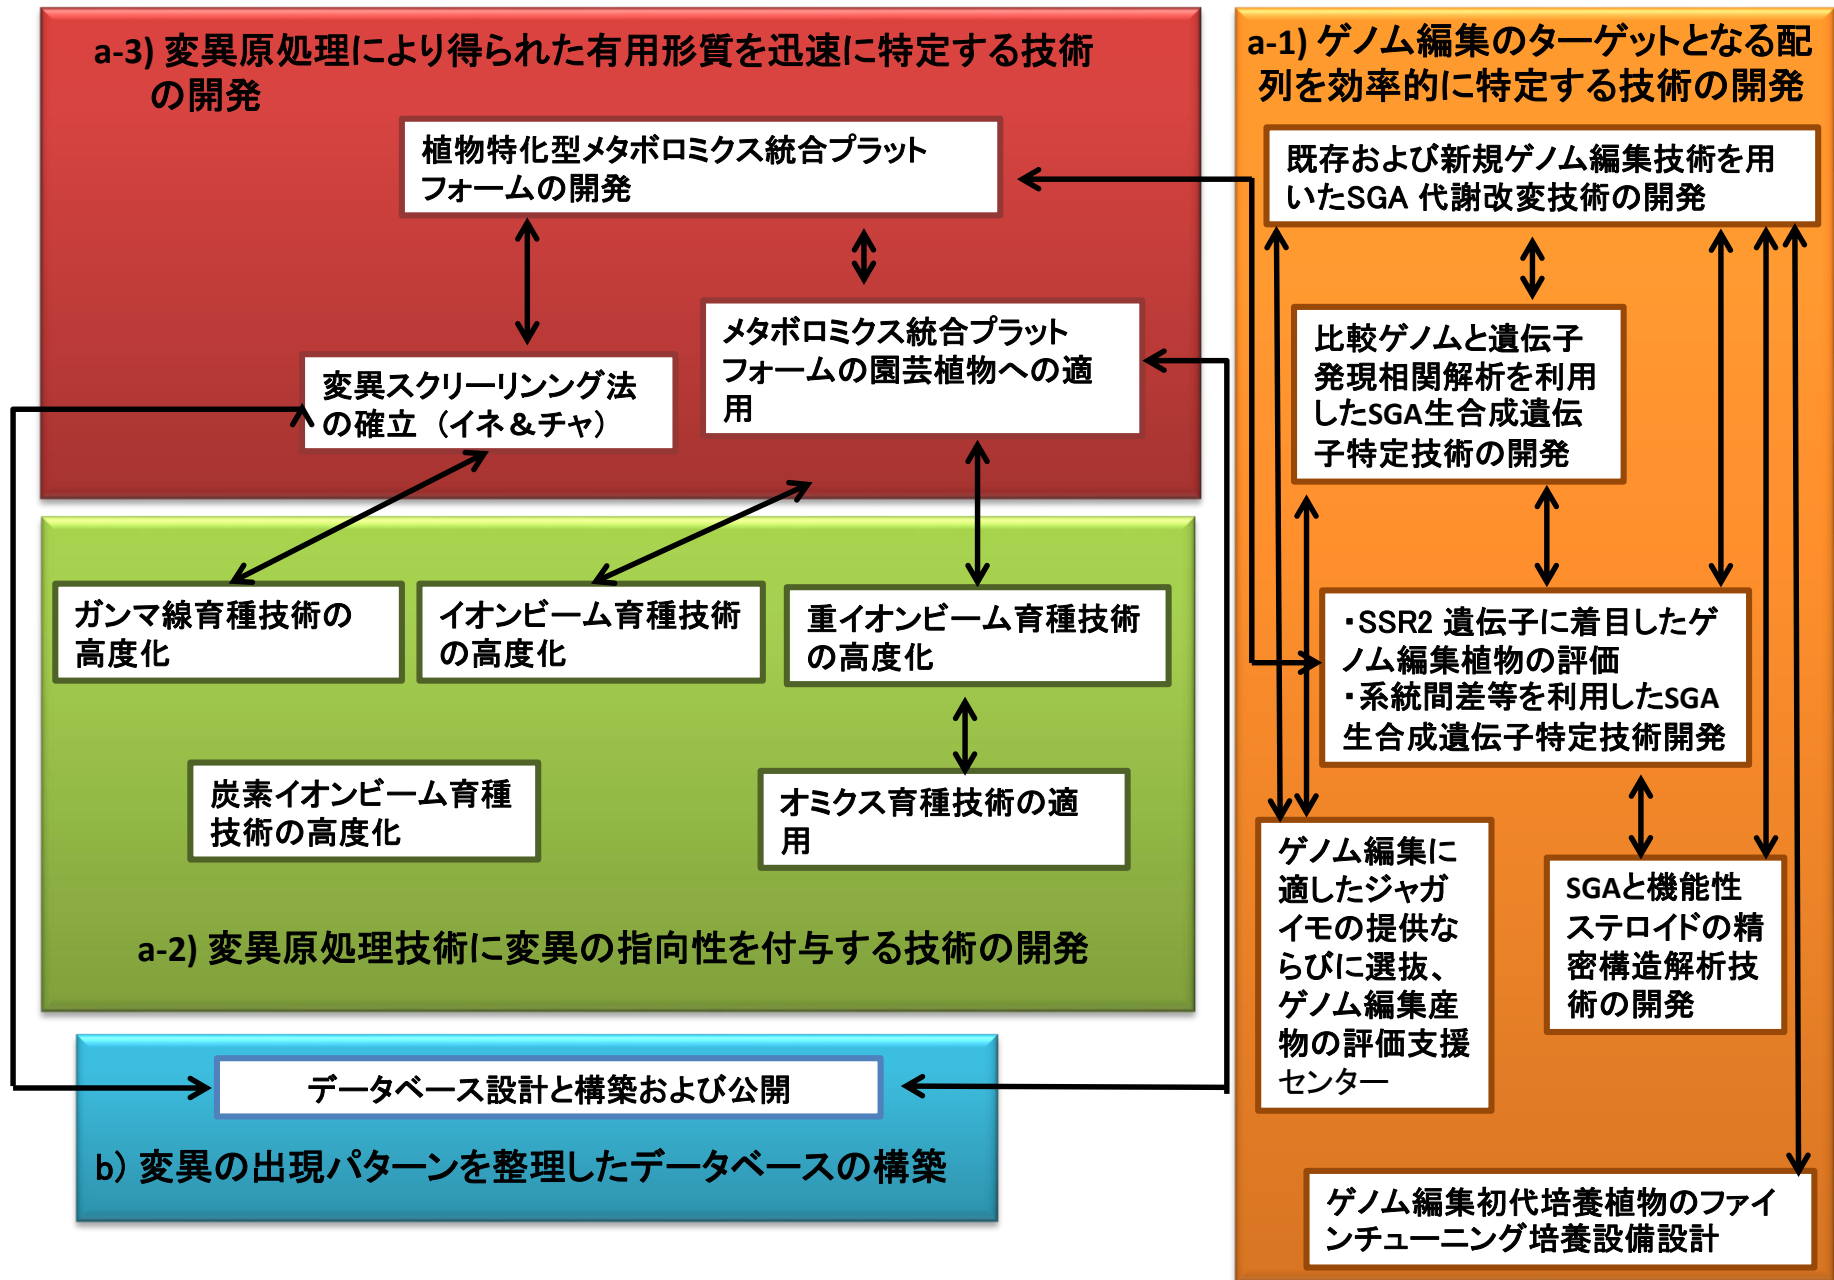 a-3) 変異原処理により得られた有用形質を迅速に特定する技術
の開発
植物特化型メタボロミクス統合プラット
フォームの開発
メタボロミクス統合プラット
フォームの園芸植物への適
用
変異スクリーリンング法
の確立（イネ＆チャ）
ガンマ線育種技術の
高度化
イオンビーム育種技術
の高度化
重イオンビーム育種技術
の高度化
炭素イオンビーム育種
技術の高度化
オミクス育種技術の適
用
a-2) 変異原処理技術に変異の指向性を付与する技術の開発
データベース設計と構築および公開
b）変異の出現パターンを整理したデータベースの構築
a-1) ゲノム編集のターゲットとなる配
列を効率的に特定する技術の開発
既存および新規ゲノム編集技術を用
いたSGA 代謝改変技術の開発
比較ゲノムと遺伝子
発現相関解析を利用
したSGA生合成遺伝
子特定技術の開発
・SSR2 遺伝子に着目したゲ
ノム編集植物の評価
・系統間差等を利用したSGA
生合成遺伝子特定技術開発
ゲノム編集に
適したジャガ
イモの提供な
らびに選抜、
ゲノム編集産
物の評価支援
センター
SGAと機能性
ステロイドの精
密構造解析技
術の開発
ゲノム編集初代培養植物のファイ
ンチューニング培養設備設計